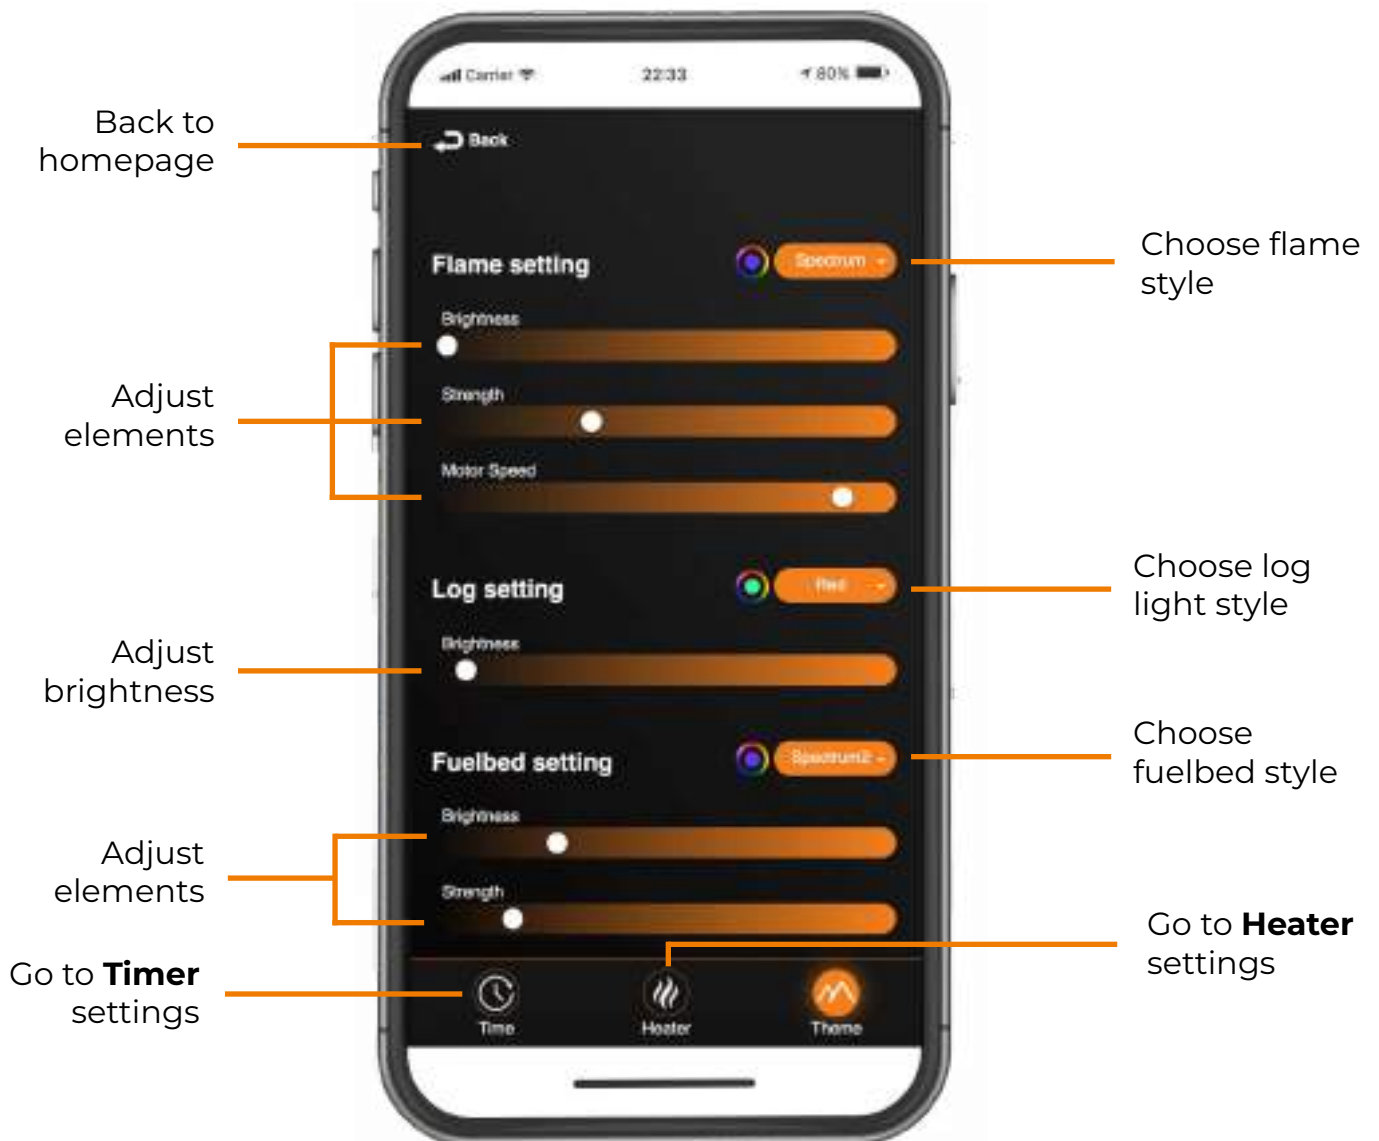 Carrier 22:33 80%
Back to
homepage
Back
Flame setting
Spectrum
Choose flame
style
Brightness
Adjust
elements
Strength
Motor Speed
Log setting
Red
Choose log
light style
Brightness
Adjust
brightness
Fuelbed setting
Spectrum2
Choose
fuelbed style
Brightness
Adjust
elements
Strength
Go to Heater
settings
Go to Timer
settings
Time
Heater
Theme